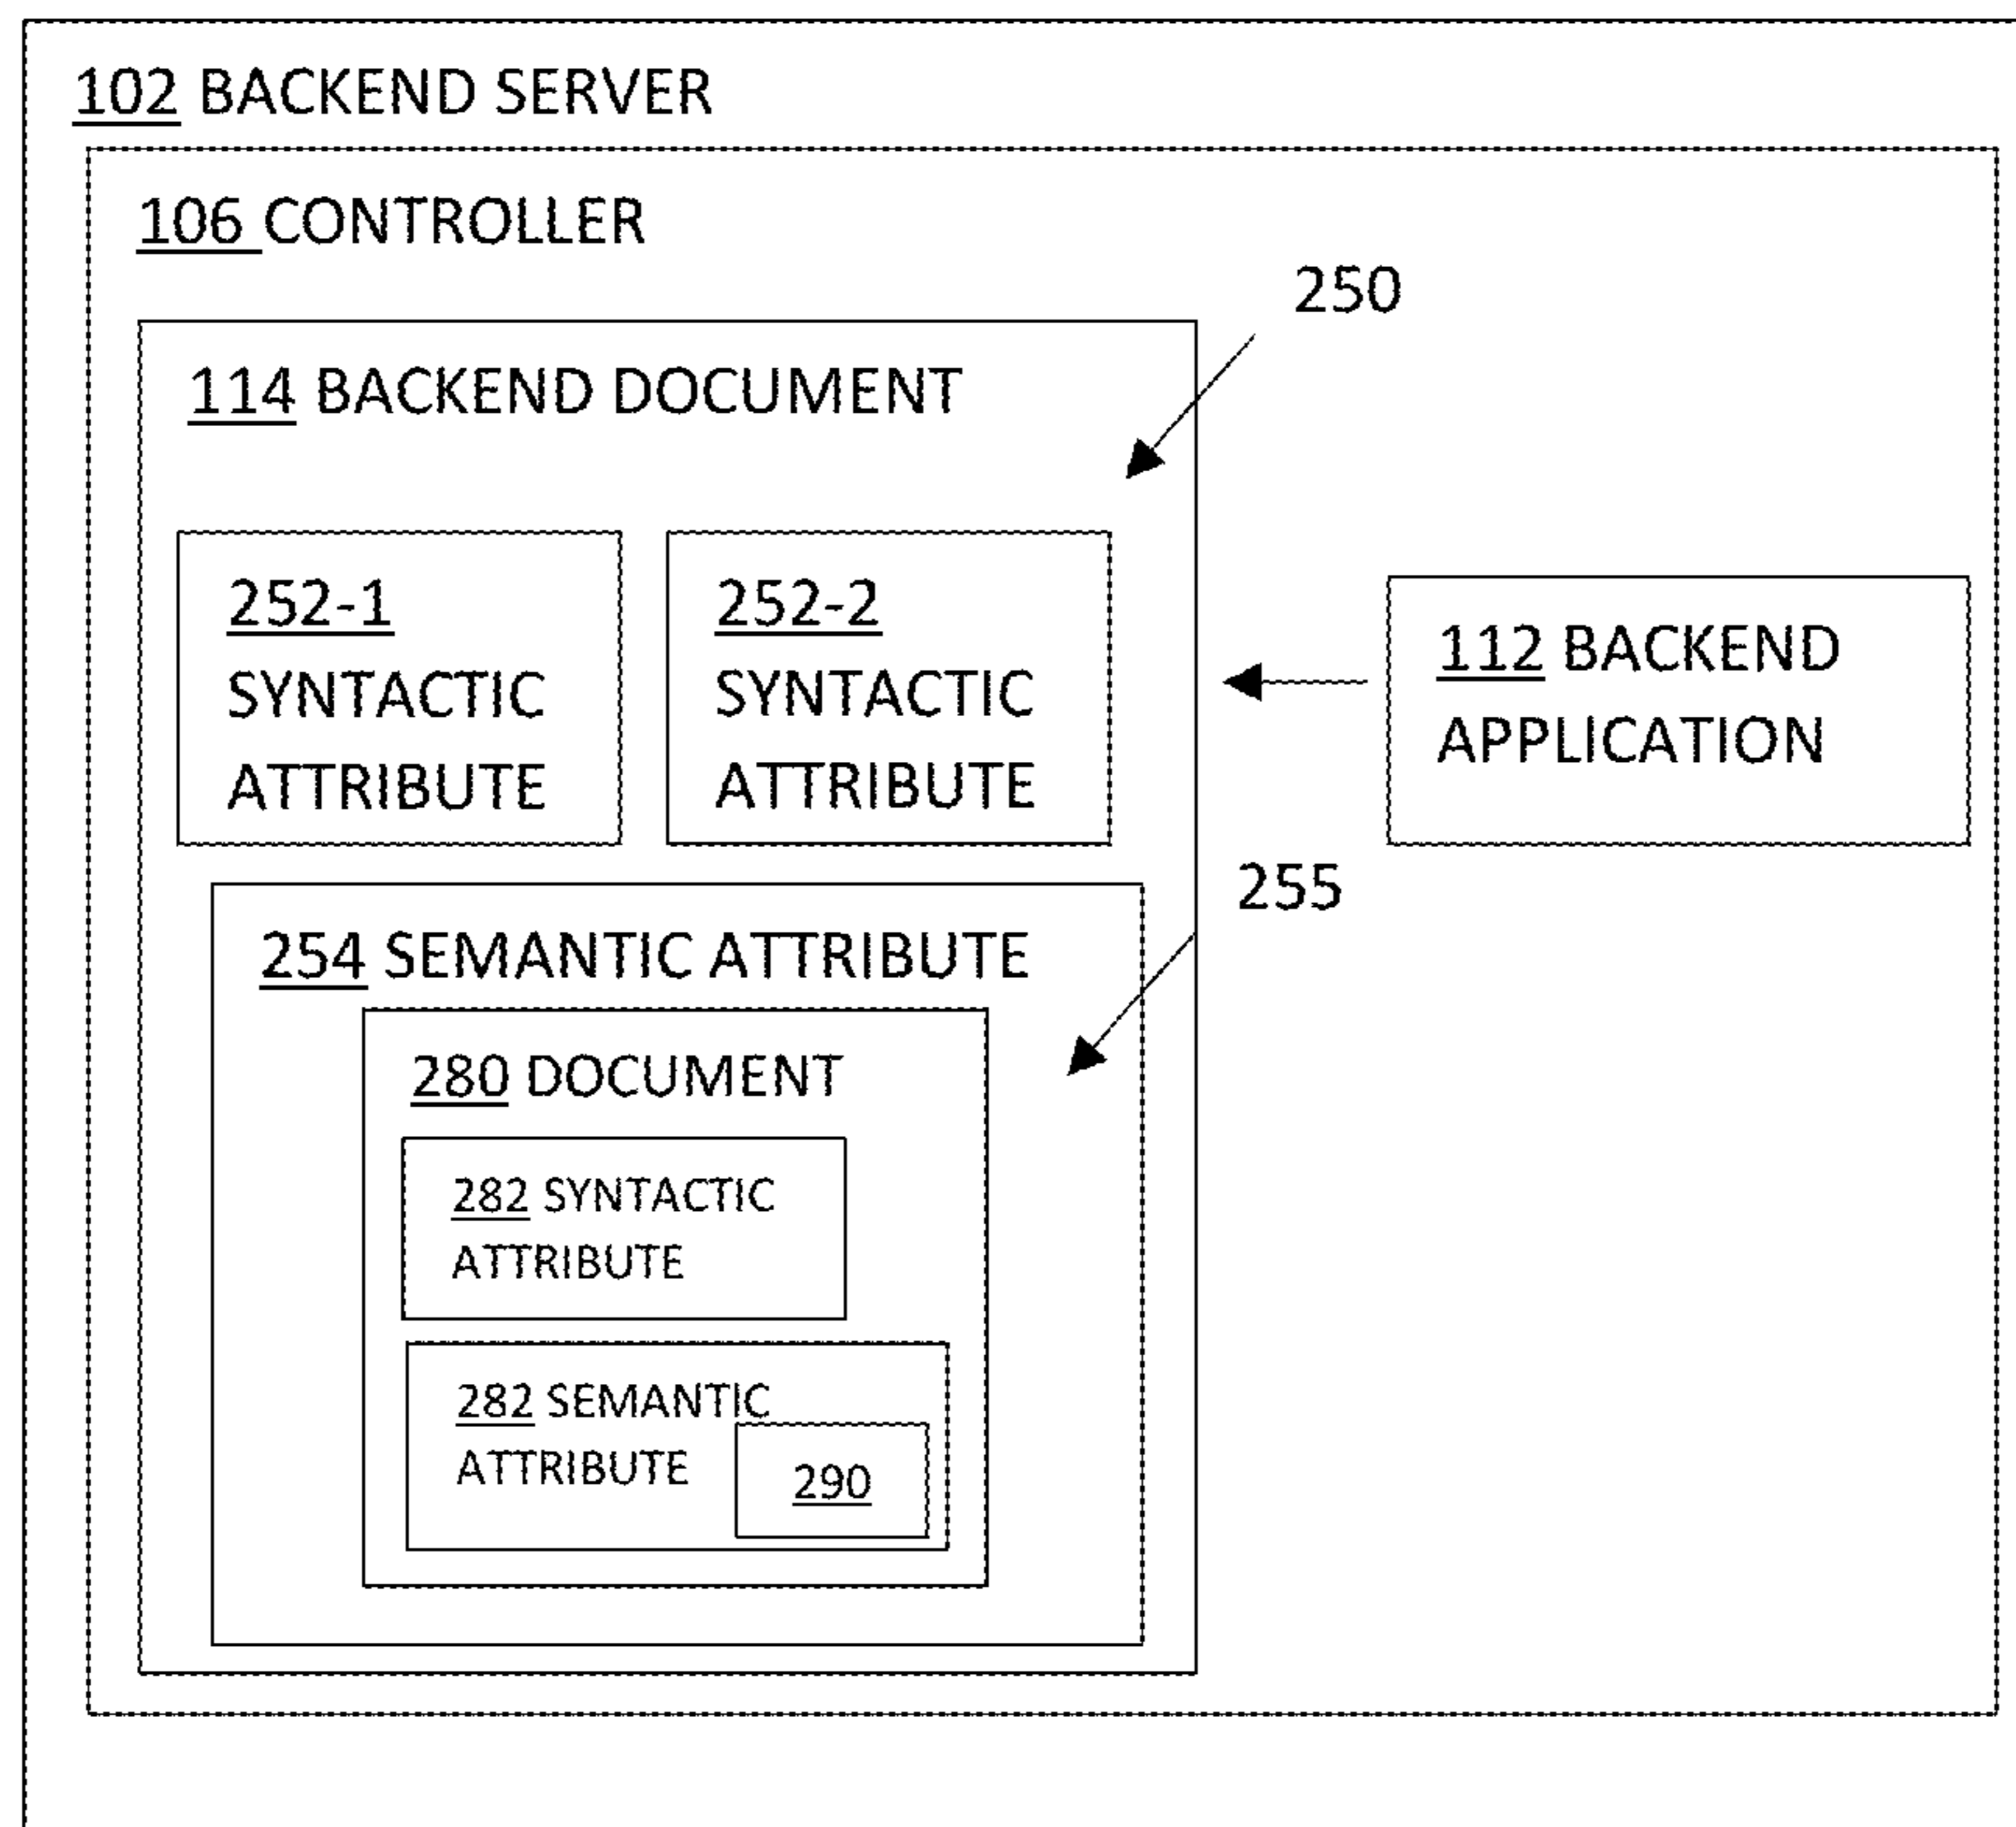 102 BACKEND SERVER
106 CONTROLLER
250
114 BACKEND DOCUMENT
252-1
SYNTACTIC
ATTRIBUTE
252-2
SYNTACTIC
ATTRIBUTE
112 BACKEND
APPLICATION
255
254 SEMANTIC ATTRIBUTE
280 DOCUMENT
282 SYNTACTIC
ATTRIBUTE
282 SEMANTIC
ATTRIBUTE
290